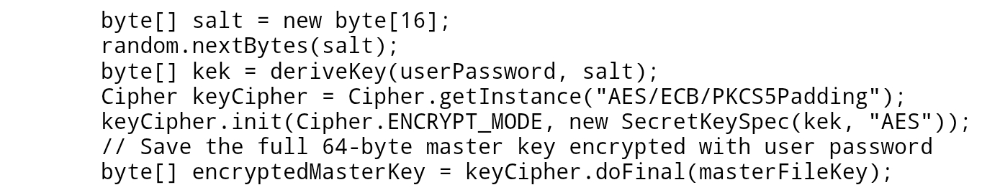 byte[] salt = new byte[16];
random.nextBytes(salt);
byte[] kek = deriveKey(userPassword, salt);
Cipher keyCipher = Cipher.getInstance("AES/ECB/PKCS5Padding");
keyCipher.init(Cipher.ENCRYPT_MODE, new SecretKeySpec(kek, "AES"));
// Save the full 64-byte master key encrypted with user password
byte[] encryptedMasterKey = keyCipher.doFinal(masterFileKey);